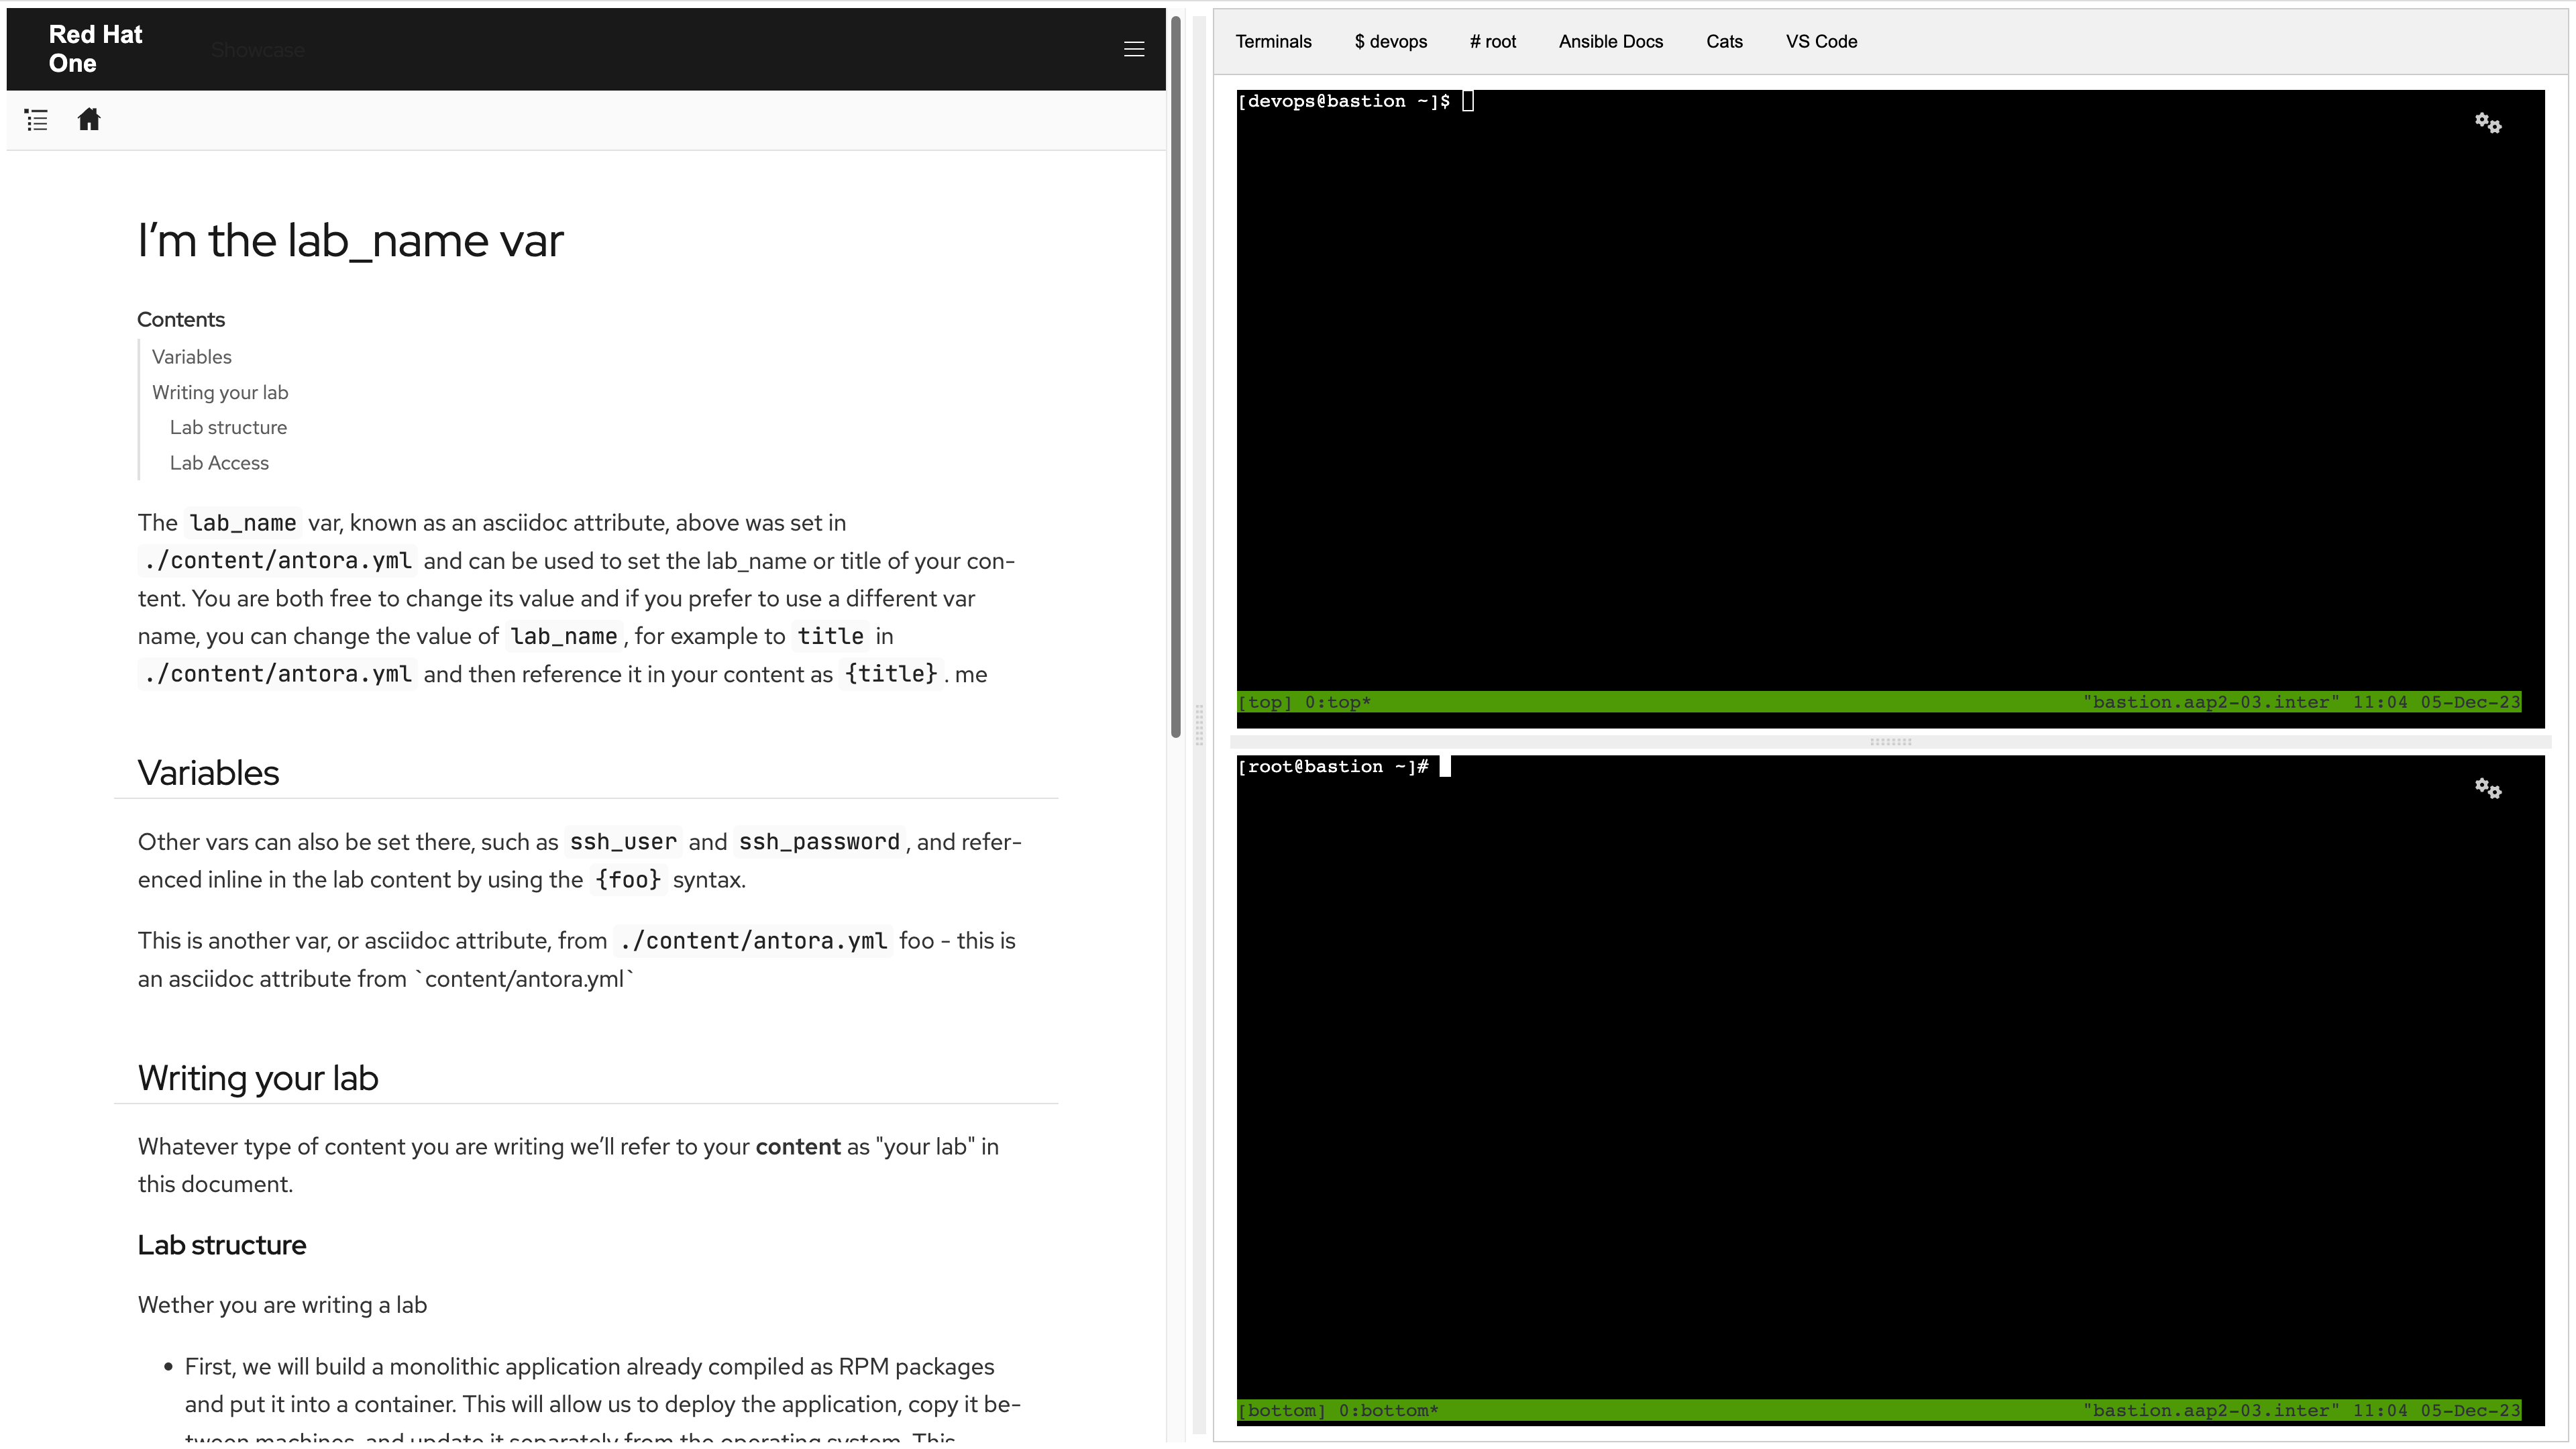 Red Hat
One
Showcase
I’m the lab_name var
Contents
Variables
Writing your lab
Lab structure
Lab Access
The lab_name var, known as an asciidoc attribute, above was set in
./content/antora.yml and can be used to set the lab_name or title of your con-
tent. You are both free to change its value and if you prefer to use a different var
name, you can change the value of lab_name , for example to title in
./content/antora.yml and then reference it in your content as {title} . me
Variables
Other vars can also be set there, such as ssh_user and ssh_password , and refer-
enced inline in the lab content by using the {foo} syntax.
This is another var, or asciidoc attribute, from ./content/antora.yml foo - this is
an asciidoc attribute from `content/antora.yml`
Writing your lab
Whatever type of content you are writing we’ll refer to your content as "your lab" in
this document.
Lab structure
Wether you are writing a lab
• First, we will build a monolithic application already compiled as RPM packages
and put it into a container. This will allow us to deploy the application, copy it be-
tween machines, and update it separately from the operating system. This
Terminals $ devops # root Ansible Docs Cats VS Code
[devops@bastion ~]$
[top] 0:top* "bastion.aap2-03.inter" 11:04 05-Dec-23
[root@bastion ~]#
[bottom] 0:bottom* "bastion.aap2-03.inter" 11:04 05-Dec-23